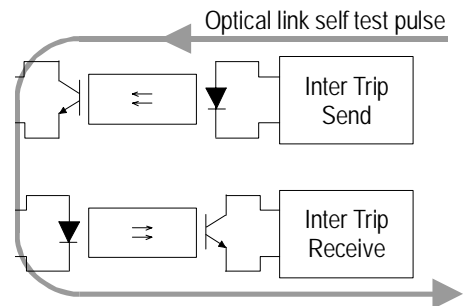 Optical link self test pulse
Inter Trip
Send
Inter Trip
Receive